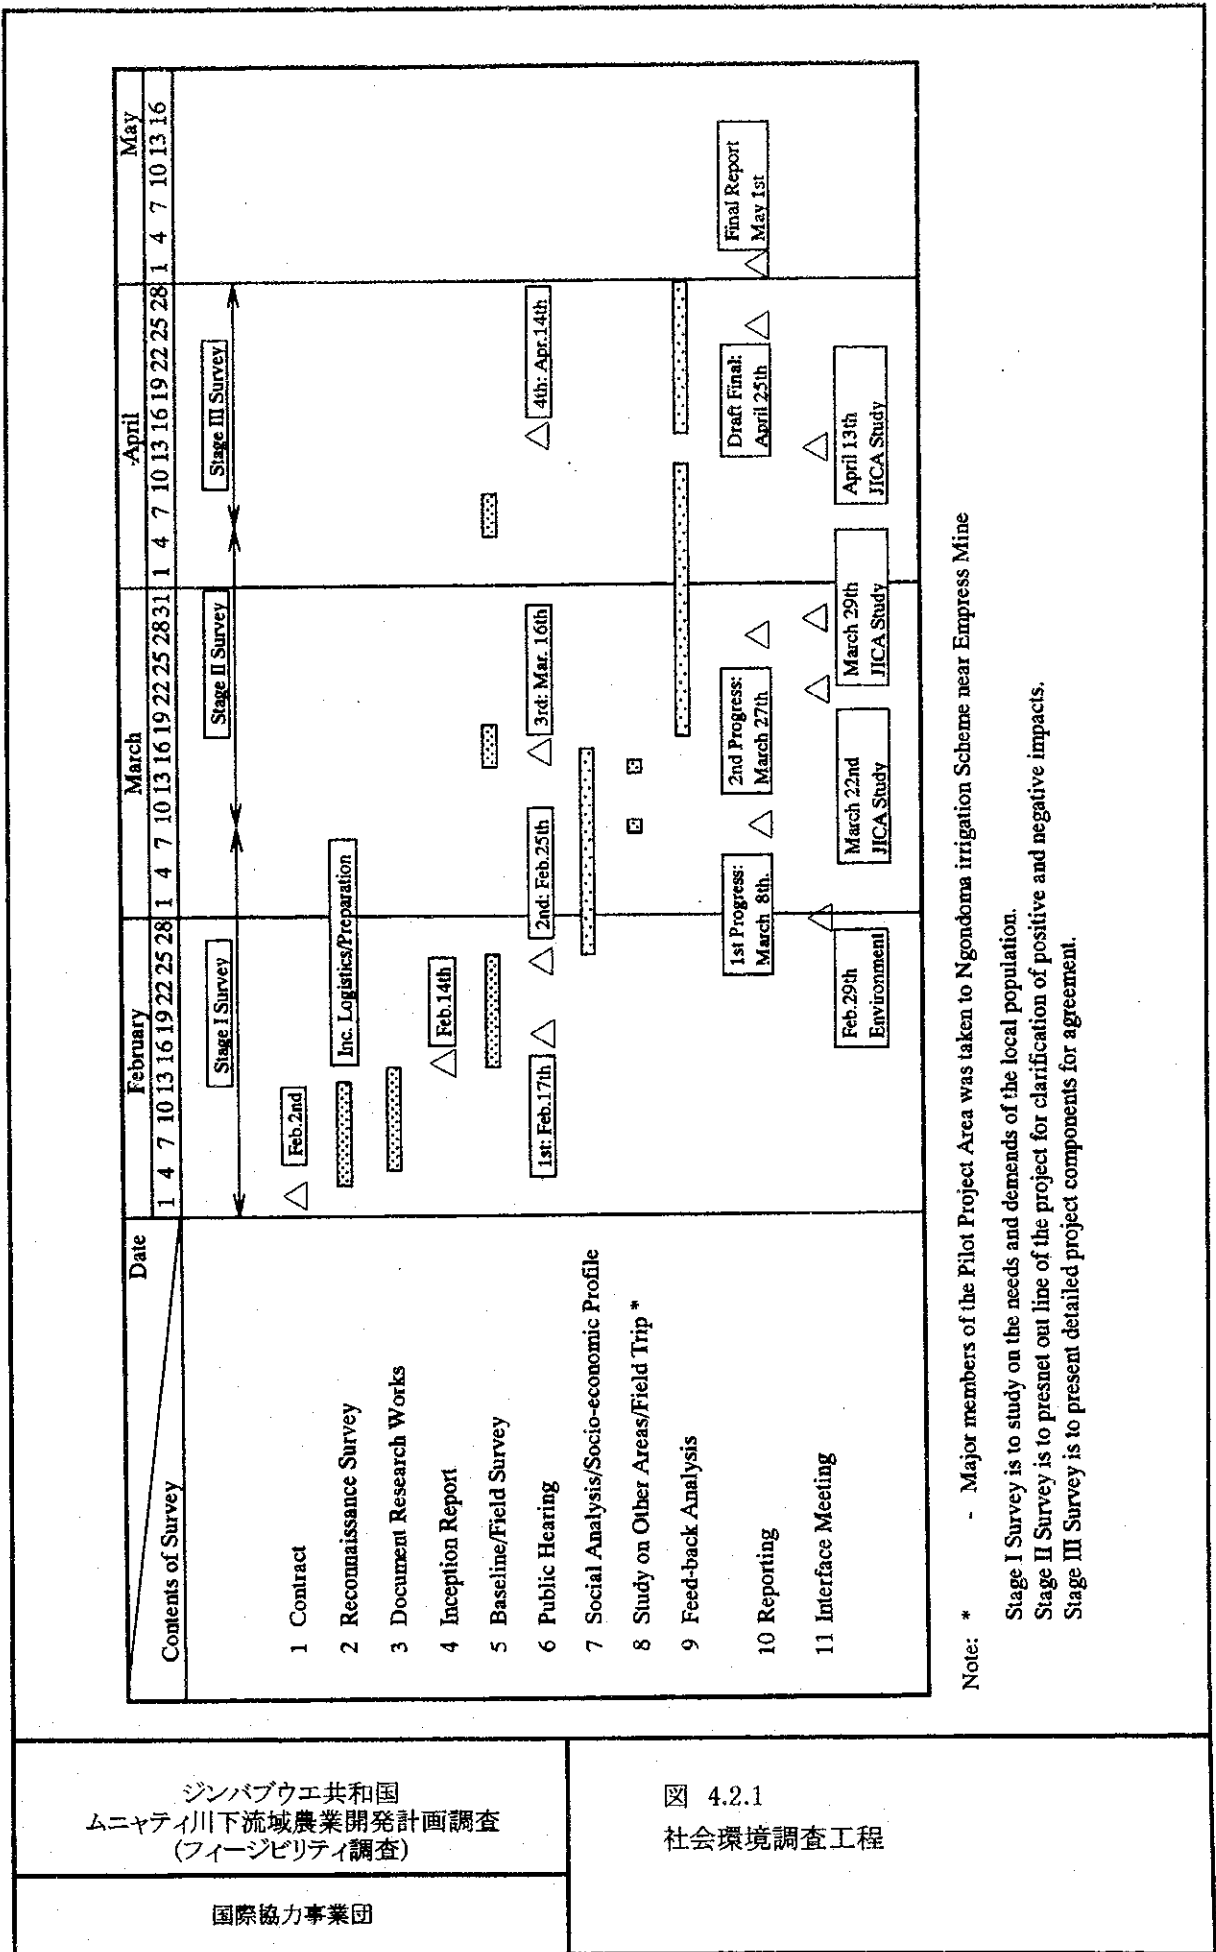 Date
Contents of Survey
February
March
April
May
1 4 7 10 13 16 19 22 25 28
1 4 7 10 13 16 19 22 25 28 31
1 4 7 10 13 16 19 22 25 28
1 4 7 10 13 16
Stage I Survey
Stage II Survey
Stage III Survey
1 Contract
Feb.2nd
2 Reconnaissance Survey
Inc. Logistics/Preparation
3 Document Research Works
4 Inception Report
Feb.14th
5 Baseline/Field Survey
6 Public Hearing
1st: Feb.17th
2nd: Feb.25th
3rd: Mar. 16th
4th: Apr.14th
7 Social Analysis/Socio-economic Profile
8 Study on Other Areas/Field Trip *
9 Feed-back Analysis
10 Reporting
1st Progress:
March 8th.
2nd Progress:
March 27th
Draft Final:
April 25th
Final Report
May 1st
11 Interface Meeting
Feb.29th
Environment
March 22nd
JICA Study
March 29th
JICA Study
April 13th
JICA Study
Note: * - Major members of the Pilot Project Area was taken to Ngondoma irrigation Scheme near Empress Mine
Stage I Survey is to study on the needs and demends of the local population.
Stage II Survey is to presnet out line of the project for clarification of positive and negative impacts.
Stage III Survey is to present detailed project components for agreement.
ジンバブウエ共和国
ムニャティ川下流域農業開発計画調査
(フィージビリティ調査)
国際協力事業団
図 4.2.1
社会環境調査工程